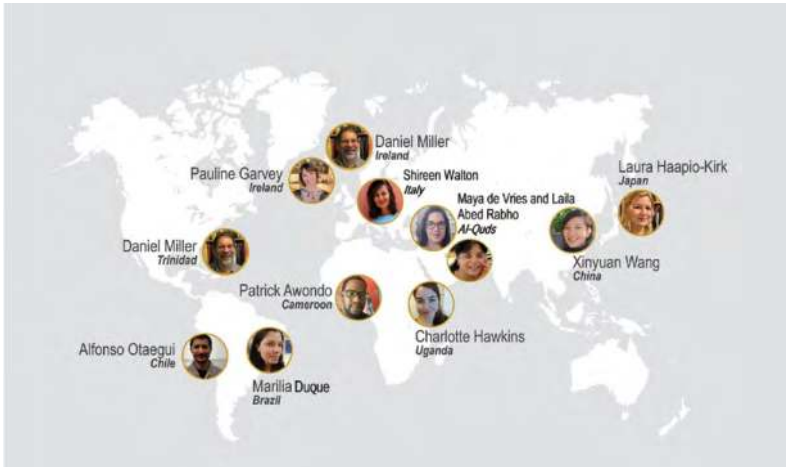 Daniel Miller
Ireland
Pauline Garvey
Ireland
Shireen Walton
Italy
Maya de Vries and Laila
Abed Rabho
Al-Quds
Laura Haapio-Kirk
Japan
Daniel Miller
Trinidad
Xinyuan Wang
China
Patrick Awondo
Cameroon
Charlotte Hawkins
Uganda
Alfonso Otaegui
Chile
Marilia Duque
Brazil